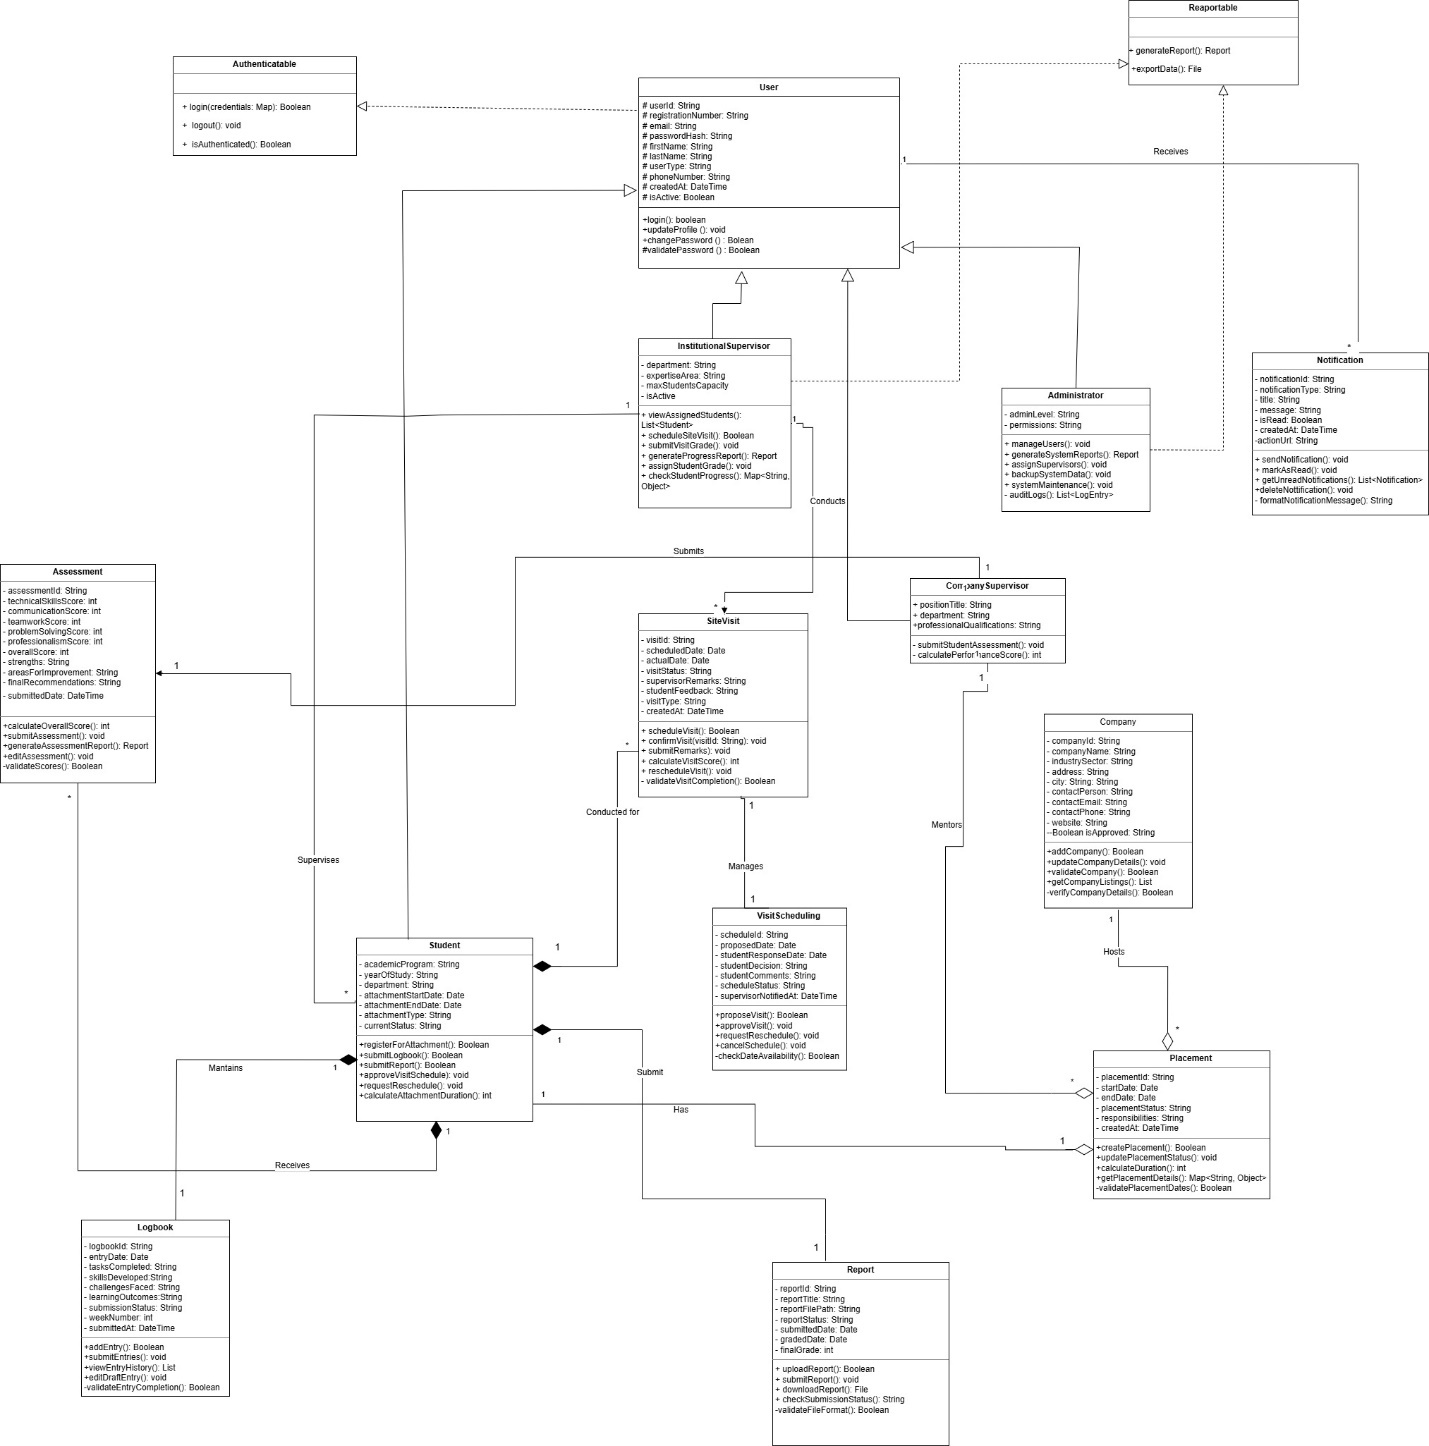 Reaportable
+ generateReport(): Report
+exportData(): File
Authenticatable
+ login(credentials: Map): Boolean
+ logout(): void
+ isAuthenticated(): Boolean
User
# userId: String
# registrationNumber: String
# email: String
# passwordHash: String
# firstName: String
# lastName: String
# userType: String
# phoneNumber: String
# createdAt: DateTime
# isActive: Boolean
+login(): boolean
+updateProfile (): void
+changePassword () : Bolean
#validatePassword () : Boolean
1
Receives
*
InstitutionalSupervisor
- department: String
- expertiseArea: String
- maxStudentsCapacity
- isActive
+ viewAssignedStudents():
List<Student>
+ scheduleSiteVisit(): Boolean
+ submitVisitGrade(): void
+ generateProgressReport(): Report
+ assignStudentGrade(): void
+ checkStudentProgress(): Map<String,
Object>
1
1
Conducts
Administrator
- adminLevel: String
- permissions: String
+ manageUsers(): void
+ generateSystemReports(): Report
+ assignSupervisors(): void
+ backupSystemData(): void
+ systemMaintenance(): void
- auditLogs(): List<LogEntry>
Notification
- notificationId: String
- notificationType: String
- title: String
- message: String
- isRead: Boolean
- createdAt: DateTime
-actionUrl: String
+ sendNotification(): void
+ markAsRead(): void
+ getUnreadNotifications(): List<Notification>
+deleteNottification(): void
- formatNotificationMessage(): String
Submits
1
Assessment
- assessmentId: String
- technicalSkillsScore: int
- communicationScore: int
- teamworkScore: int
- problemSolvingScore: int
- professionalismScore: int
- overallScore: int
- strengths: String
- areasForImprovement: String
- finalRecommendations: String
- submittedDate: DateTime
+calculateOverallScore(): int
+submitAssessment(): void
+generateAssessmentReport(): Report
+editAssessment(): void
-validateScores(): Boolean
1
*
CompanySupervisor
+ positionTitle: String
+ department: String
+professionalQualifications: String
- submitStudentAssessment(): void
- calculatePerformanceScore(): int
1
*
SiteVisit
- visitId: String
- scheduledDate: Date
- actualDate: Date
- visitStatus: String
- supervisorRemarks: String
- studentFeedback: String
- visitType: String
- createdAt: DateTime
+ scheduleVisit(): Boolean
+ confirmVisit(visitId: String): void
+ submitRemarks): void
+ calculateVisitScore(): int
+ rescheduleVisit(): void
- validateVisitCompletion(): Boolean
*
Conducted for
1
Manages
1
Mentors
Company
- companyId: String
- companyName: String
- industrySector: String
- address: String
- city: String: String
- contactPerson: String
- contactEmail: String
- contactPhone: String
- website: String
--Boolean isApproved: String
+addCompany(): Boolean
+updateCompanyDetails(): void
+validateCompany(): Boolean
+getCompanyListings(): List
-verifyCompanyDetails(): Boolean
1
Hosts
*
Supervises
VisitScheduling
- scheduleId: String
- proposedDate: Date
- studentResponseDate: Date
- studentDecision: String
- studentComments: String
- scheduleStatus: String
- supervisorNotifiedAt: DateTime
+proposeVisit(): Boolean
+approveVisit(): void
+requestReschedule(): void
+cancelSchedule(): void
-checkDateAvailability(): Boolean
*
Student
- academicProgram: String
- yearOfStudy: String
- department: String
- attachmentStartDate: Date
- attachmentEndDate: Date
- attachmentType: String
- currentStatus: String
+registerForAttachment(): Boolean
+submitLogbook(): Boolean
+submitReport(): Boolean
+approveVisitSchedule): void
+requestReschedule(): void
+calculateAttachmentDuration(): int
1
1
1
1
1
Submit
Has
Mantains
Receives
*
1
Placement
- placementId: String
- startDate: Date
- endDate: Date
- placementStatus: String
- responsibilities: String
- createdAt: DateTime
+createPlacement(): Boolean
+updatePlacementStatus(): void
+calculateDuration(): int
+getPlacementDetails(): Map<String, Object>
-validatePlacementDates(): Boolean
1
Logbook
- logbookId: String
- entryDate: Date
- tasksCompleted: String
- skillsDeveloped:String
- challengesFaced: String
- learningOutcomes:String
- submissionStatus: String
- weekNumber: int
- submittedAt: DateTime
+addEntry(): Boolean
+submitEntries(): void
+viewEntryHistory(): List
+editDraftEntry(): void
-validateEntryCompletion(): Boolean
1
Report
- reportId: String
- reportTitle: String
- reportFilePath: String
- reportStatus: String
- submittedDate: Date
- gradedDate: Date
- finalGrade: int
+ uploadReport(): Boolean
+ submitReport(): void
+ downloadReport(): File
+ checkSubmissionStatus(): String
-validateFileFormat(): Boolean